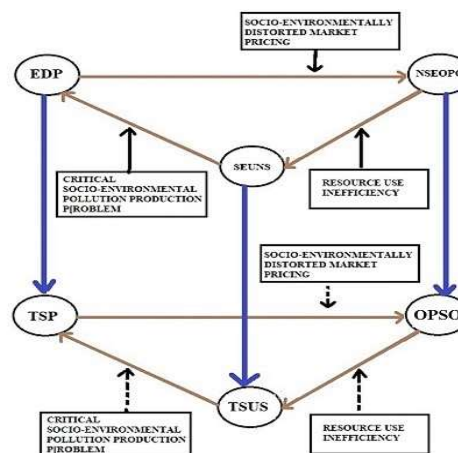 SOCIO-ENVIRONMENTALLY
DISTORTED MARKET
PRICING
EDP
NSEOPC
SEUNS
CRITICAL
SOCIO-ENVIRONMENTAL
POLLUTION PRODUCTION
P[ROBLEM
RESOURCE USE
INEFFICIENCY
SOCIO-ENVIRONMENTALLY
DISTORTED MARKET
PRICING
TSP
OPSO
TSUS
CRITICAL
SOCIO-ENVIRONMENTAL
POLLUTION PRODUCTION
P[ROBLEM
RESOURCE USE
INEFFICIENCY